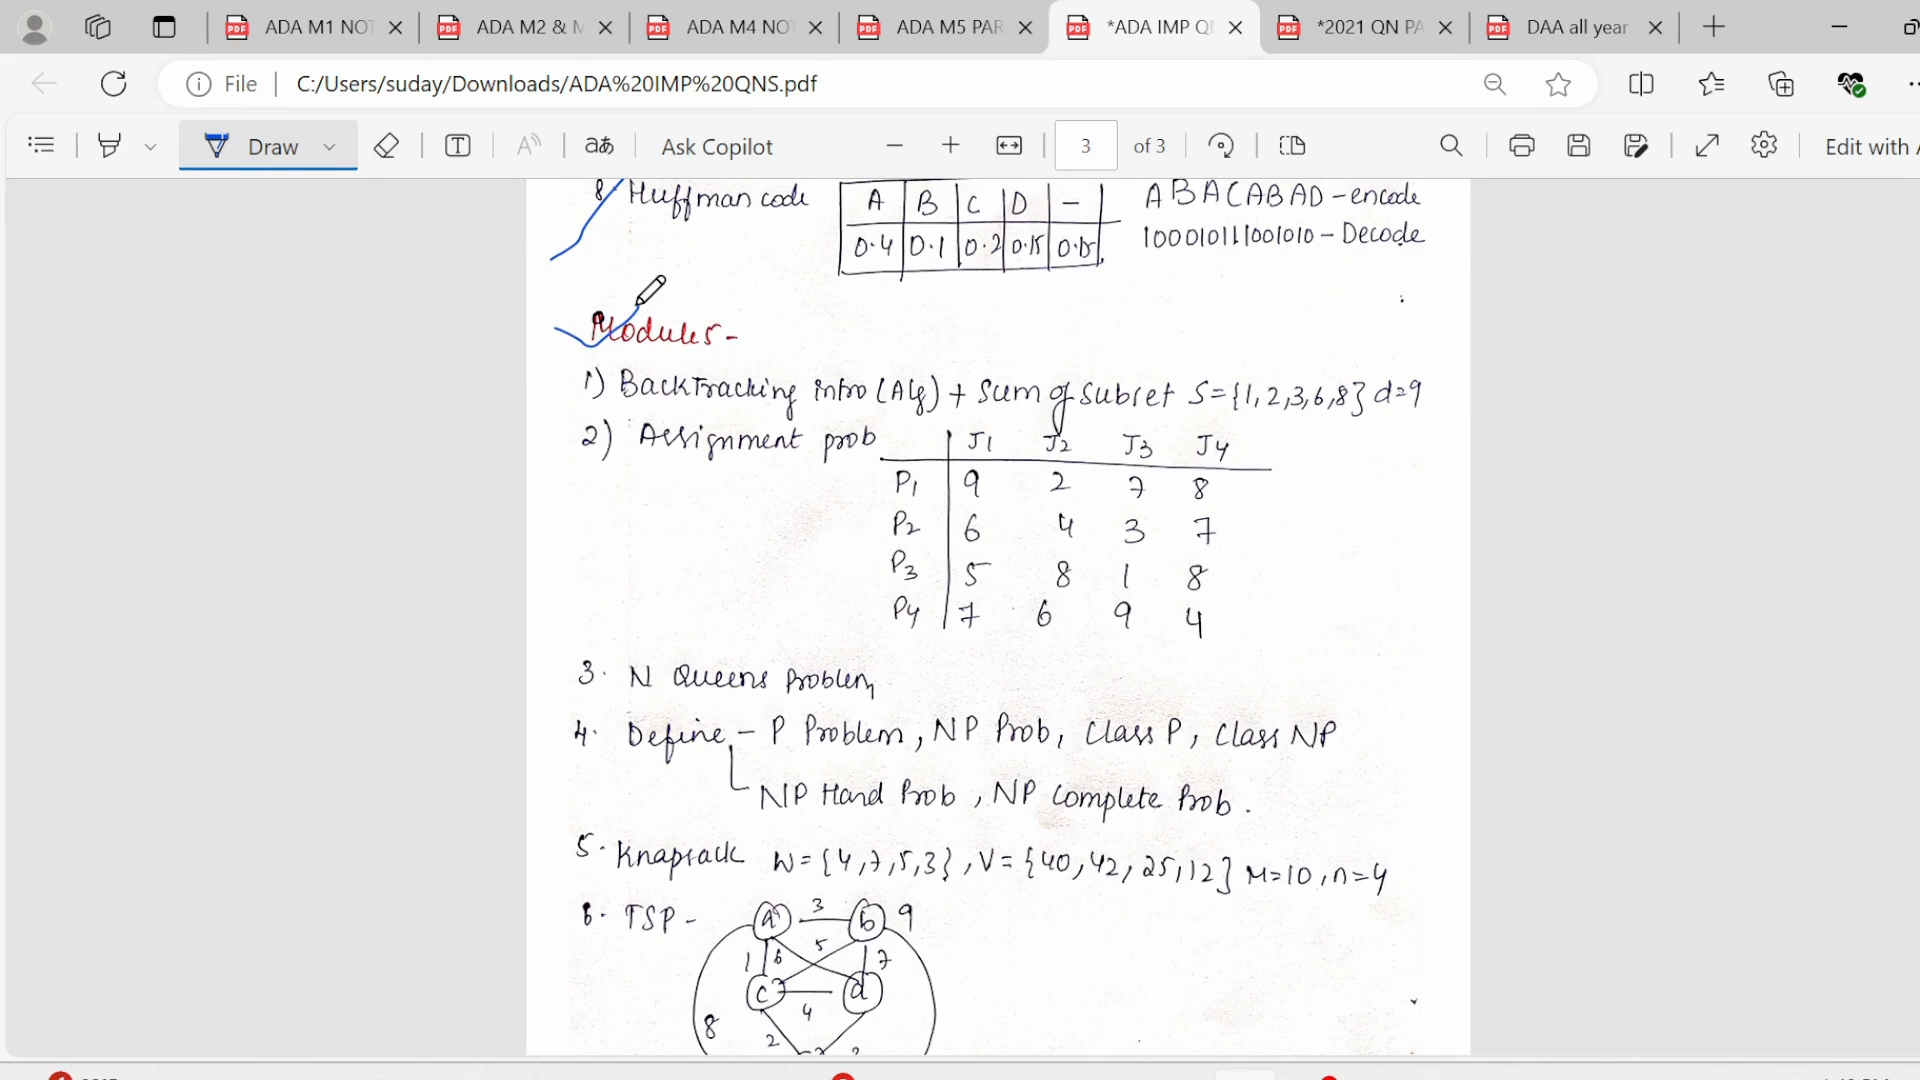 ADA M1 NOT ADA M2 & M ADA M4 NO ADA M5 PAR *ADA IMP Q *2021 QN PA DAA all year
File C:/Users/suday/Downloads/ADA%20IMP%20QNS.pdf
Draw aあ Ask Copilot 3 of 3 Edit with A
8 Huffman code A B C D - ABACABAD - encode
0.4 0.1 0.2 0.15 0.15 100010111001010 - Decode
Module 5 -
1) BackTracking intro (Alg) + Sum of Subset S={1,2,3,6,8} d=9
2) Assignment prob J1 J2 J3 J4
P1 9 2 7 8
P2 6 4 3 7
P3 5 8 1 8
P4 7 6 9 4
3. N Queens Problem
4. Define - P Problem, NP Prob, Class P, Class NP
NP Hard Prob, NP Complete Prob.
5. Knapsack W={4,7,5,3}, V={40,42,25,12} M=10, n=4
6. TSP - a 3 b 9
5
1 6 7
c d
4
8 2